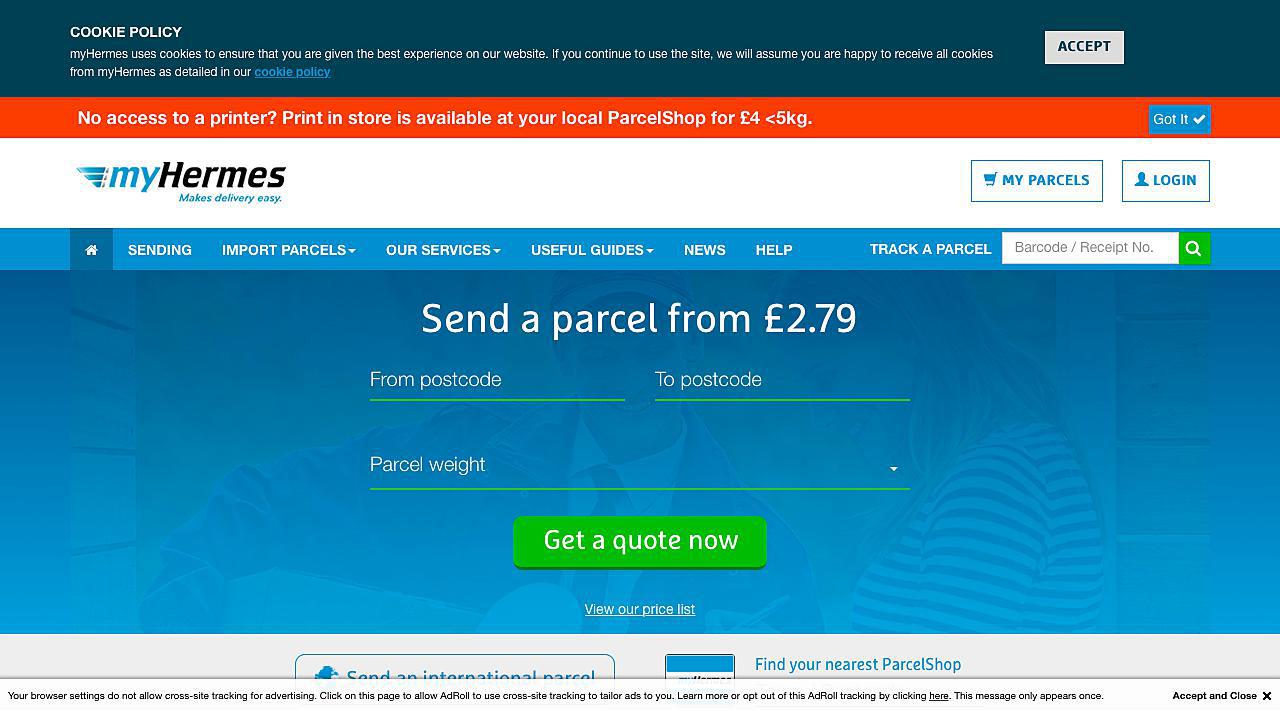 COOKIE POLICY
myHermes uses cookies to ensure that you are given the best experience on our website. If you continue to use the site, we will assume you are happy to receive all cookies
from myHermes as detailed in our cookie policy
ACCEPT
No access to a printer? Print in store is available at your local ParcelShop for £4 <5kg.
Got It
myHermes
Makes delivery easy.
MY PARCELS
LOGIN
SENDING
IMPORT PARCELS
OUR SERVICES
USEFUL GUIDES
NEWS
HELP
TRACK A PARCEL
Barcode / Receipt No.
Send a parcel from £2.79
From postcode
To postcode
Parcel weight
Get a quote now
View our price list
Send an international parcel
myHermes
Find your nearest ParcelShop
Your browser settings do not allow cross-site tracking for advertising. Click on this page to allow AdRoll to use cross-site tracking to tailor ads to you. Learn more or opt out of this AdRoll tracking by clicking here. This message only appears once.
Accept and Close ✕